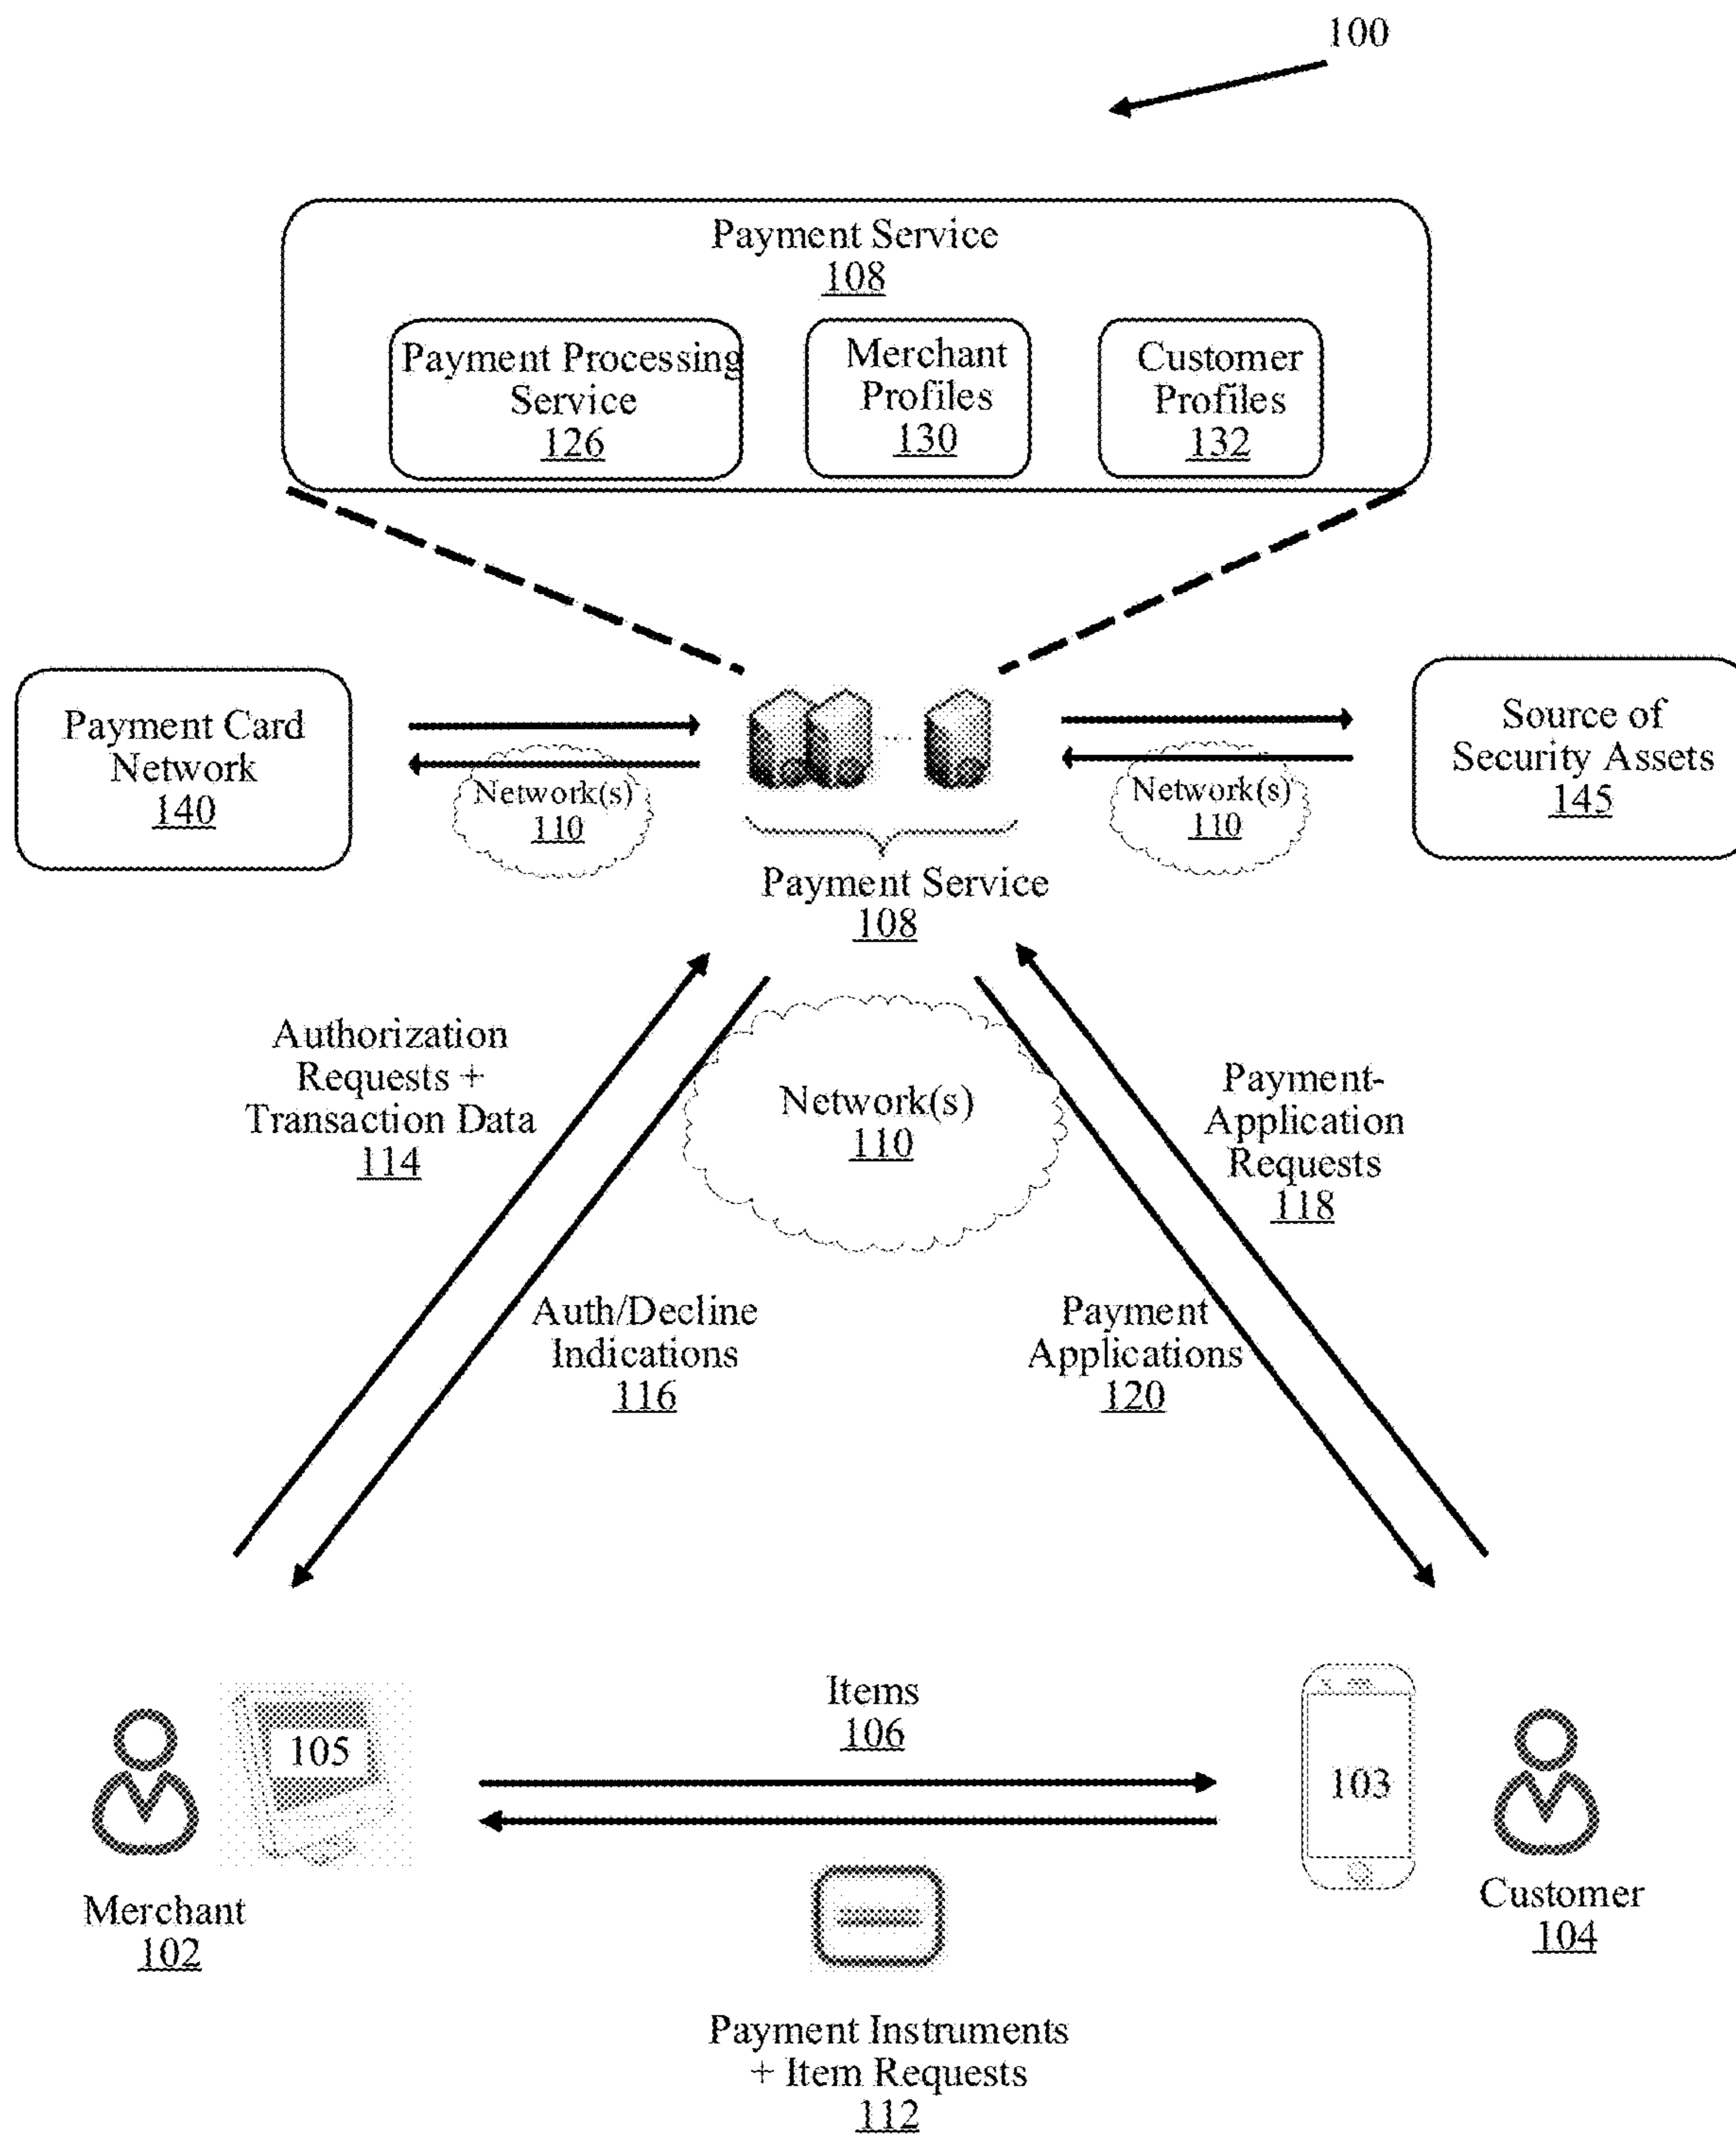 100
Payment Service
108
Payment Processing
Service
126
Merchant
Profiles
130
Customer
Profiles
132
Payment Card
Network
140
Network(s)
110
Payment Service
108
Network(s)
110
Source of
Security Assets
145
Authorization
Requests +
Transaction Data
114
Network(s)
110
Payment-
Application
Requests
118
Auth/Decline
Indications
116
Payment
Applications
120
Merchant
102
105
Items
106
103
Customer
104
Payment Instruments
+ Item Requests
112